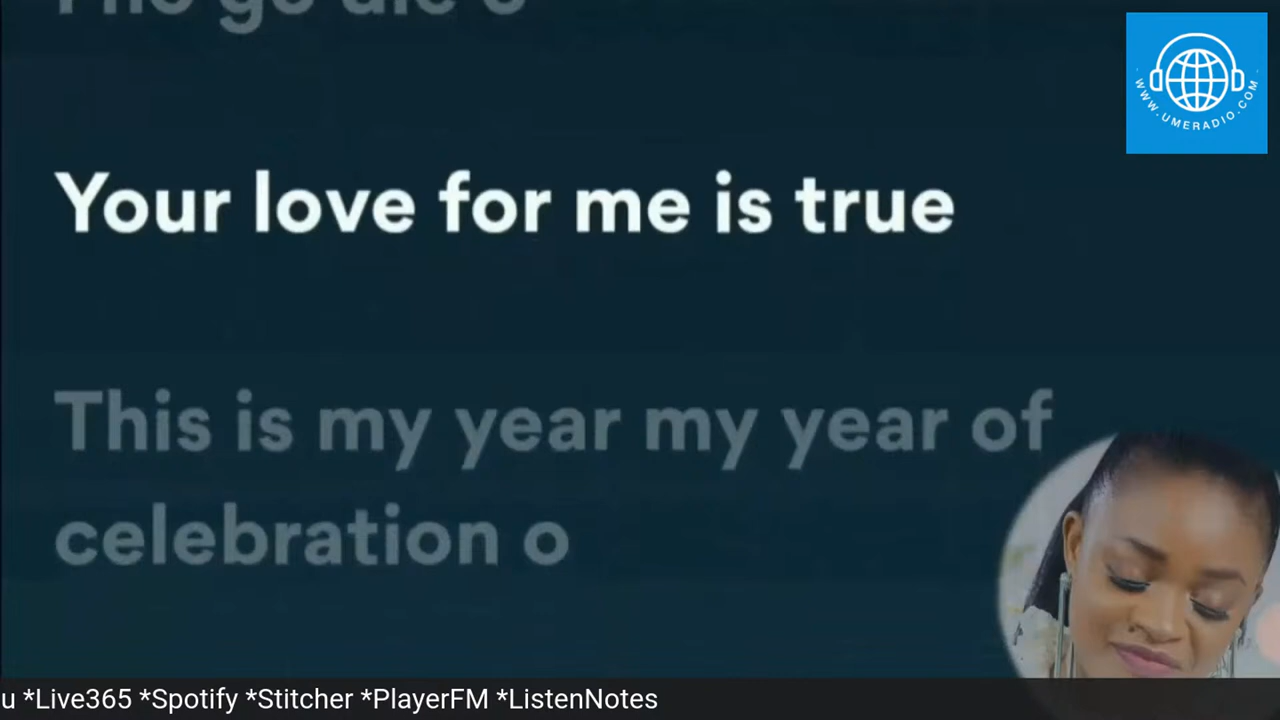 WWW.UMERADIO.COM
Your love for me is true
This is my year my year of
celebration o
u *Live365 *Spotify *Stitcher *PlayerFM *ListenNotes